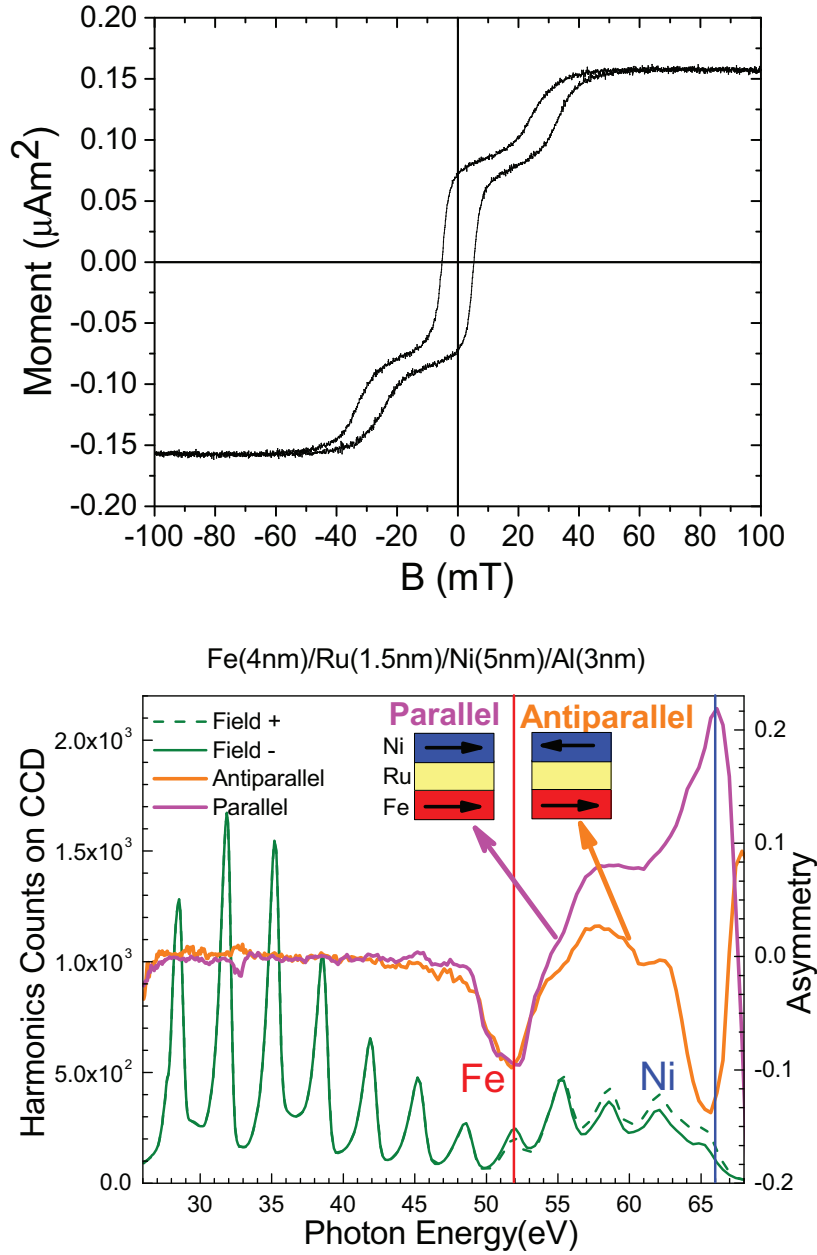 0.20
0.15
0.10
0.05
0.00
-0.05
-0.10
-0.15
-0.20
Moment (μAm²)
-100 -80 -60 -40 -20 0 20 40 60 80 100
B (mT)
Fe(4nm)/Ru(1.5nm)/Ni(5nm)/Al(3nm)
Field +
Field -
Antiparallel
Parallel
Parallel
Antiparallel
Ni
Ru
Fe
Fe
Ni
2.0x10³
1.5x10³
1.0x10³
5.0x10²
0.0
Harmonics Counts on CCD
0.2
0.1
0.0
-0.1
-0.2
Asymmetry
30 35 40 45 50 55 60 65
Photon Energy(eV)